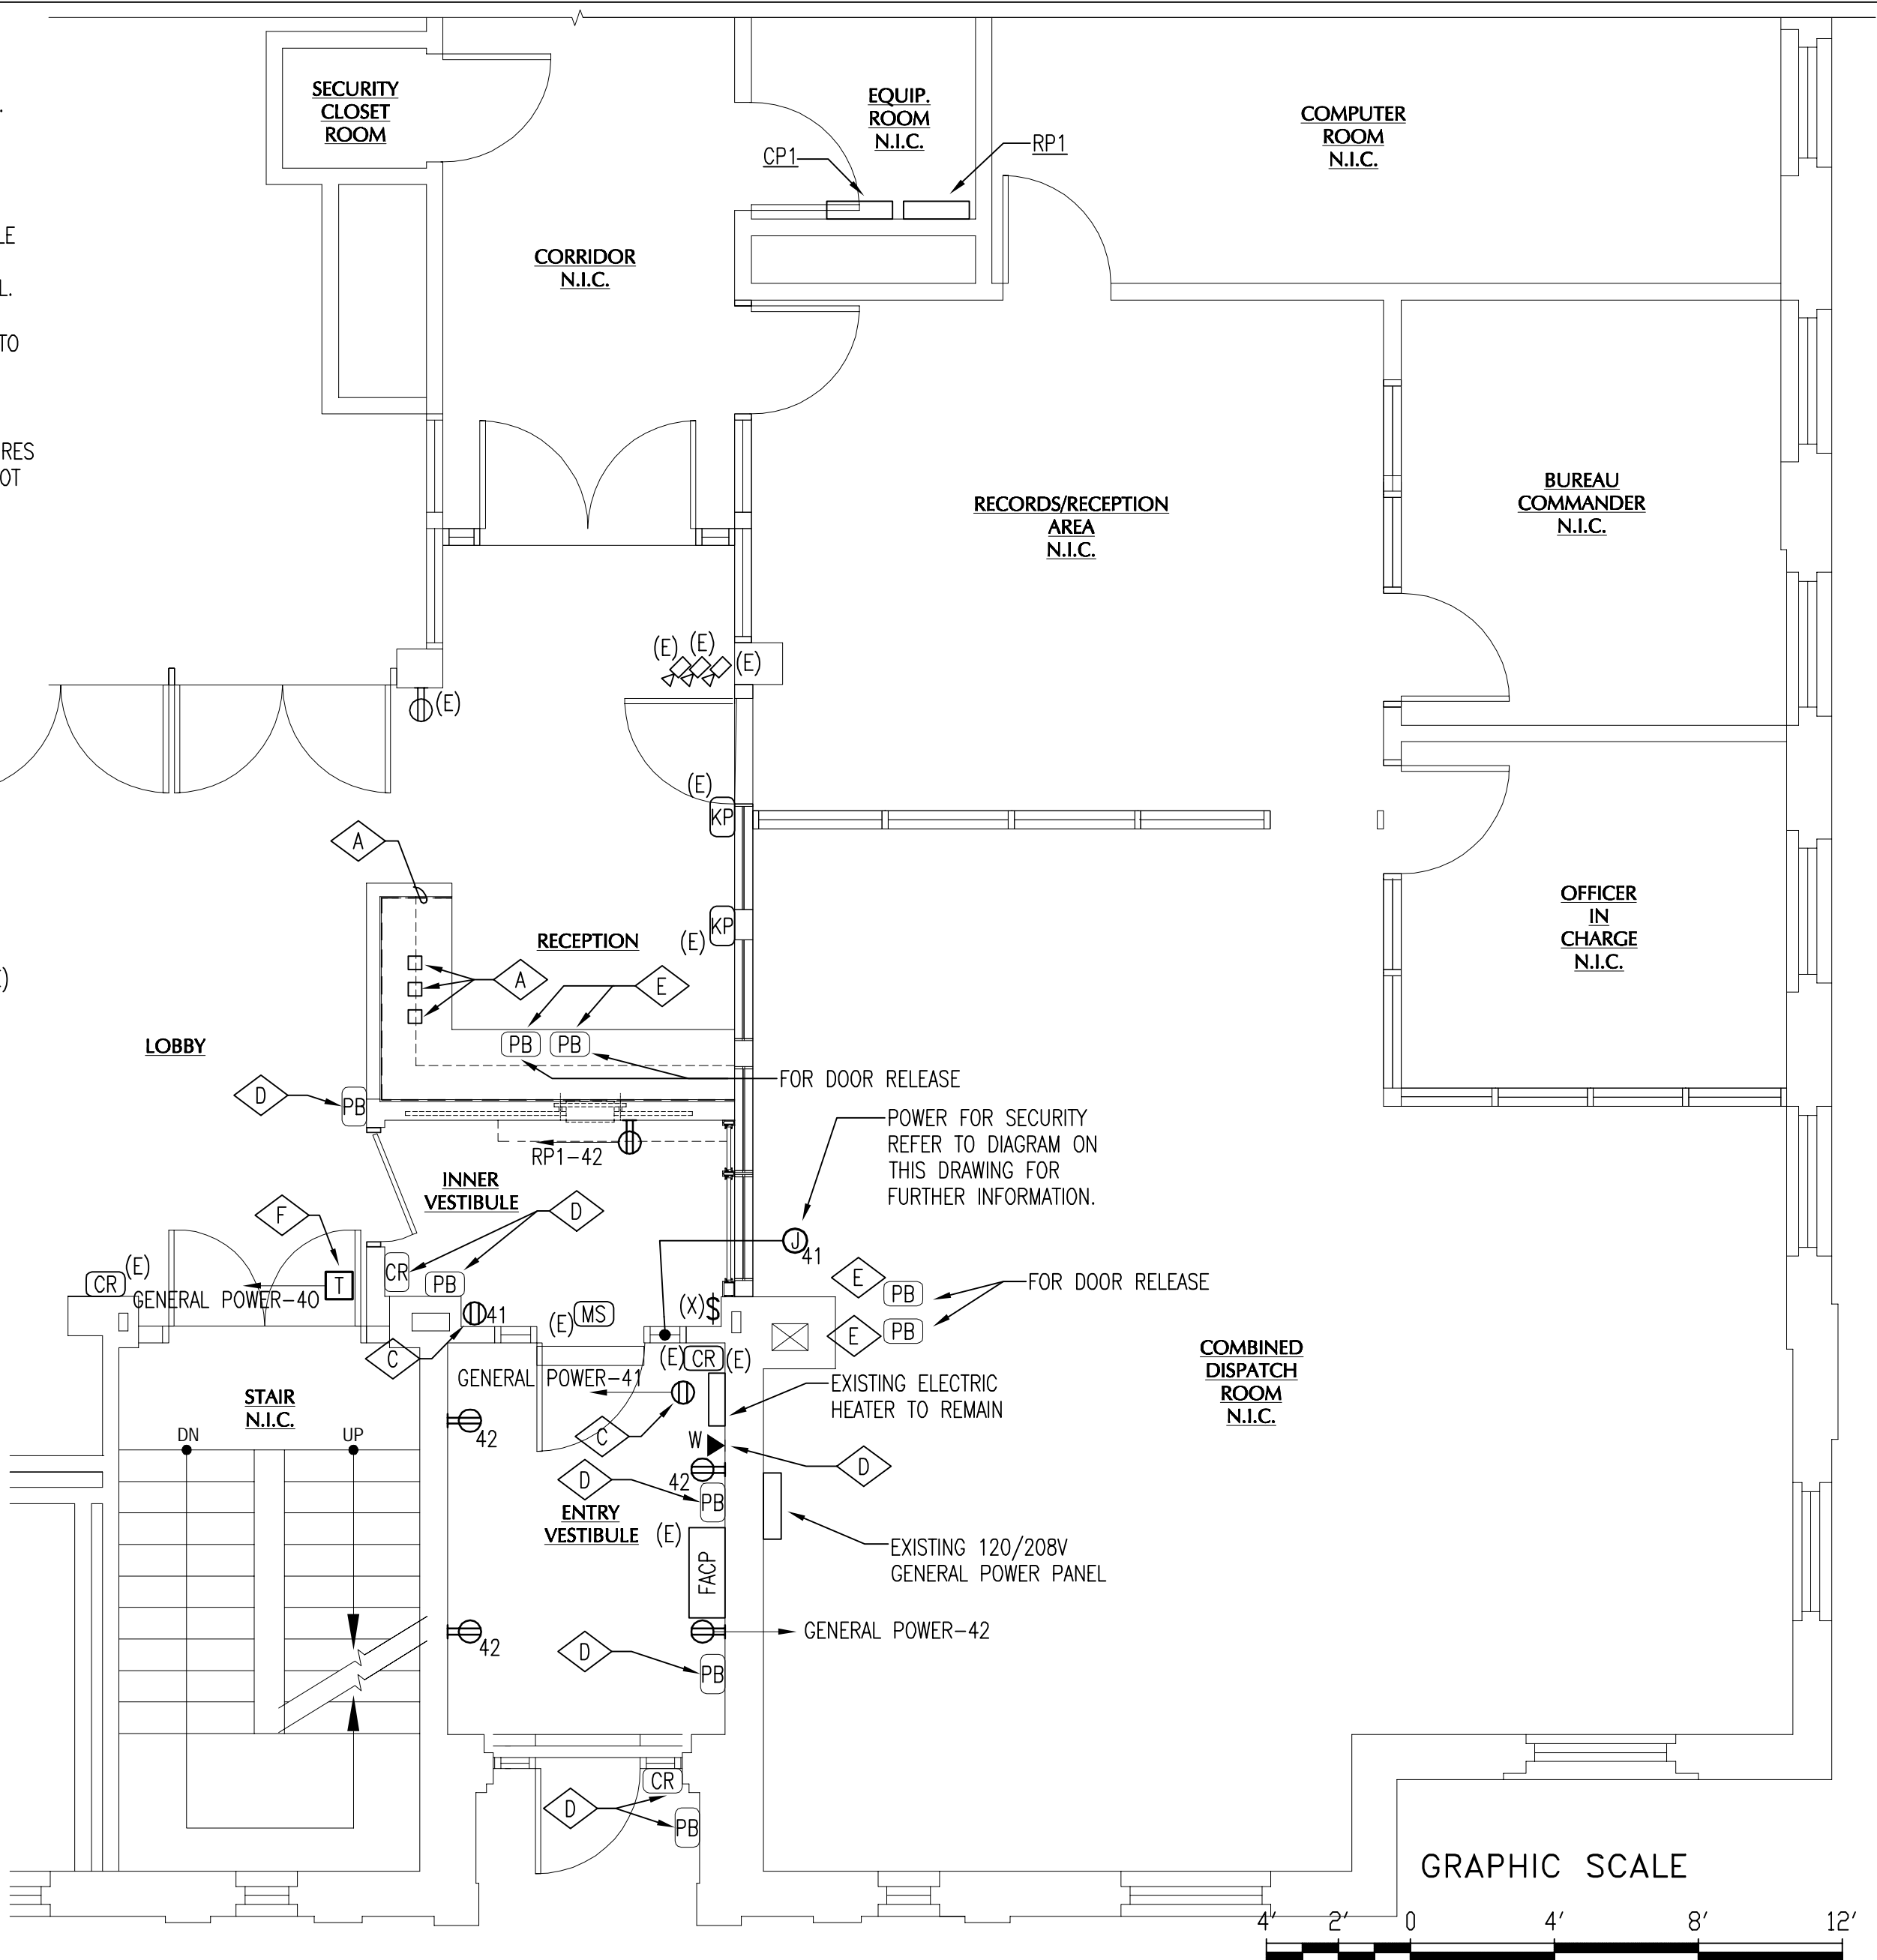 SECURITY
CLOSET
ROOM
EQUIP.
ROOM
N.I.C.
COMPUTER
ROOM
N.I.C.
CP1
RP1
LE
L.
TO
RES
OT
CORRIDOR
N.I.C.
RECORDS/RECEPTION
AREA
N.I.C.
BUREAU
COMMANDER
N.I.C.
(E)
(E)
(E)
(E)
(E)
KP
A
OFFICER
IN
CHARGE
N.I.C.
KP
(E)
RECEPTION
A
E
LOBBY
PB
PB
FOR DOOR RELEASE
D
PB
POWER FOR SECURITY
REFER TO DIAGRAM ON
THIS DRAWING FOR
FURTHER INFORMATION.
RP1-42
INNER
VESTIBULE
D
F
J
41
CR
(E)
T
CR
PB
GENERAL POWER-40
41
(E)
MS
(X)
$
E
PB
FOR DOOR RELEASE
E
PB
C
(E)
CR
(E)
GENERAL POWER-41
EXISTING ELECTRIC
HEATER TO REMAIN
COMBINED
DISPATCH
ROOM
N.I.C.
STAIR
N.I.C.
DN
UP
42
C
W
D
D
42
PB
ENTRY
VESTIBULE
(E)
FACP
EXISTING 120/208V
GENERAL POWER PANEL
42
GENERAL POWER-42
D
PB
CR
D
PB
GRAPHIC SCALE
4'
2'
0
4'
8'
12'